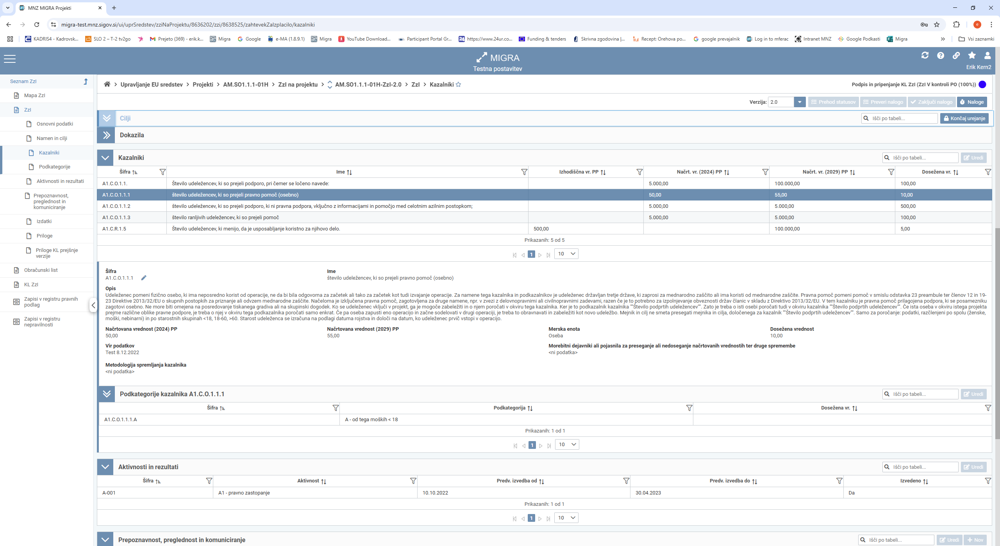 MNZ MIGRA Projekti
migra-test.mnz.sigov.si/ui/uprSredstev/zziNaProjektu/8636202/zzi/8638525/zahtevekZaIzplacilo/kazalniki
KADRIS4 - Kadrovsk... SLO 2 – T-2 tv2go Prejeto (369) - erik.k... Migra Google e-MA (1.8.9.1) Migra YouTube Download... Participant Portal Gr... https://www.24ur.co... Funding & tenders Skrivna zgodovina |... Recept: Orehova po... google prevajalnik Log in to mferac Intranet MNZ Google Podkasti Migra Vsi zaznamki
MIGRA
Testna postavitev
Erik Kern2
Seznam ZzI
Mapa ZzI
ZzI
Osnovni podatki
Namen in cilji
Kazalniki
Podkategorije
Aktivnosti in rezultati
Prepoznavnost,
preglednost in
komuniciranje
Izdatki
Priloge
Priloge KL prejšnje
verzije
Obračunski list
KL ZzI
Zapisi v registru pravnih
podlag
Zapisi v registru
nepravilnosti
Upravljanje EU sredstev > Projekti > AM.SO1.1.1-01H > ZzI na projektu > AM.SO1.1.1-01H-ZzI-2.0 > ZzI > Kazalniki
Podpis in pripenjanje KL ZzI (ZzI V kontroli PO (100%))
Verzija: 2.0 Prehod statusov Preveri nalogo Zaključi nalogo Naloge
Cilji Išči po tabeli... Končaj urejanje
Dokazila
Kazalniki Išči po tabeli... Uredi
Šifra Ime Izhodiščna vr. PP Načrt. vr. (2024) PP Načrt. vr. (2029) PP Dosežena vr.
A1.C.O.1.1. Število udeležencev, ki so prejeli podporo, pri čemer se ločeno navede: 5.000,00 100.000,00 100,00
A1.C.O.1.1.1 število udeležencev, ki so prejeli pravno pomoč (osebno) 50,00 55,00 10,00
A1.C.O.1.1.2 število udeležencev, ki so prejeli podporo, ki ni pravna podpora, vključno z informacijami in pomočjo med celotnim azilnim postopkom; 5.000,00 5.000,00 500,00
A1.C.O.1.1.3 število ranljivih udeležencev, ki so prejeli pomoč 5.000,00 5.000,00 100,00
A1.C.R.1.5 Število udeležencev, ki menijo, da je usposabljanje koristno za njihovo delo. 500,00 100.000,00 5,00
Prikazanih: 5 od 5
1 10
Šifra Ime
A1.C.O.1.1.1 število udeležencev, ki so prejeli pravno pomoč (osebno)
Opis
Udeleženec pomeni fizično osebo, ki ima neposredno korist od operacije, ne da bi bila odgovorna za začetek ali tako za začetek kot tudi izvajanje operacije. Za namene tega kazalnika in podkazalnikov je udeleženec državljan tretje države, ki zaprosi za mednarodno zaščito ali ima koristi od mednarodne zaščite. Pravna pomoč pomeni pomoč v smislu odstavka 23 preambule ter členov 12 in 19-
23 Direktive 2013/32/EU o skupnih postopkih za priznanje ali odvzem mednarodne zaščite. Načeloma je izključena pravna pomoč, zagotovljena za druge namene, npr. v zvezi z delovnopravnimi ali civilnopravnimi zadevami, razen če je to potrebno za izpolnjevanje obveznosti držav članic v skladu z Direktivo 2013/32/EU. V tem kazalniku je pravna pomoč prilagojena podpora, ki se posamezniku
zagotovi osebno. Ne more biti omejena na posredovanje tiskanega gradiva ali na skupinski dogodek. Ko se udeleženec vključi v projekt, ga je mogoče zabeležiti in o njem poročati v okviru tega kazalnika. Ker je to podkazalnik kazalnika ""Število podprtih udeležencev"". Zato je treba o isti osebi poročati tudi v okviru kazalnika ""Število podprtih udeležencev"". Če ista oseba v okviru istega projekta
prejme različne oblike pravne podpore, je treba o njej v okviru tega podkazalnika poročati samo enkrat. Če pa oseba zapusti eno operacijo in začne sodelovati v drugi operaciji, je treba to obravnavati in zabeležiti kot novo udeležbo. Mejnik in cilj ne smeta presegati mejnika in cilja, določenega za kazalnik ""Število podprtih udeležencev"". Samo za poročanje: podatki, razčlenjeni po spolu (ženske,
moški, nebinarni) in po starostnih skupinah <18, 18-60, >60. Starost udeleženca se izračuna na podlagi datuma rojstva in določi na datum, ko udeleženec prvič vstopi v operacijo.
Načrtovana vrednost (2024) PP Načrtovana vrednost (2029) PP Merska enota Dosežena vrednost
50,00 55,00 Oseba 10,00
Vir podatkov Morebitni dejavniki ali pojasnila za preseganje ali nedoseganje načrtovanih vrednostih ter druge spremembe
Test 8.12.2022 <ni podatka>
Metodologija spremljanja kazalnika
<ni podatka>
Podkategorije kazalnika A1.C.O.1.1.1 Išči po tabeli... Uredi
Šifra Podkategorija Dosežena vr.
A1.C.O.1.1.1.A A - od tega moških < 18
Prikazanih: 1 od 1
1 10
Aktivnosti in rezultati Išči po tabeli... Uredi
Šifra Aktivnost Predv. izvedba od Predv. izvedba do Izvedeno
A-001 A1 - pravno zastopanje 10.10.2022 30.04.2023 Da
Prikazanih: 1 od 1
1 10
Prepoznavnost, preglednost in komuniciranje Išči po tabeli... Uredi Nov